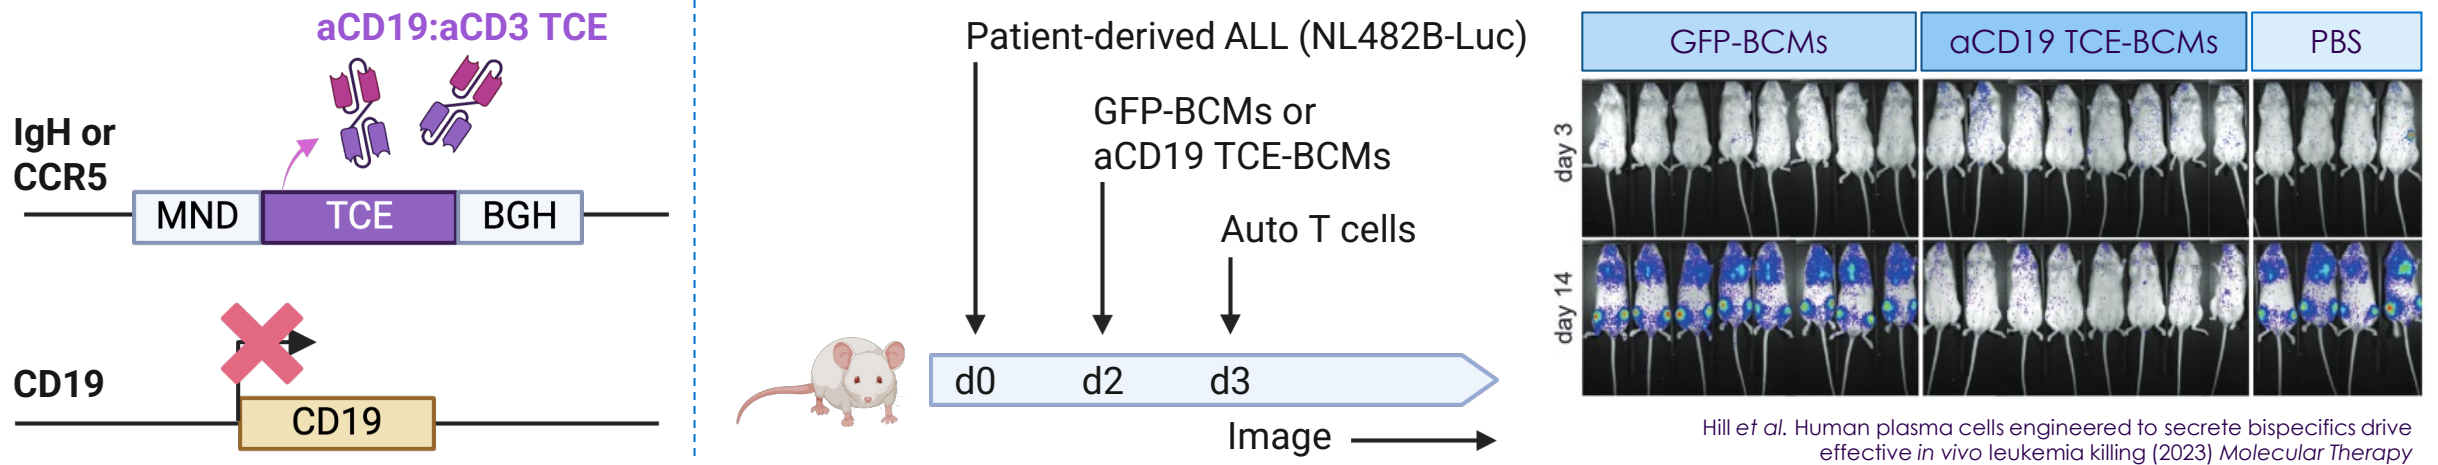 aCD19:aCD3 TCE
IgH or
CCR5
MND
TCE
BGH
CD19
CD19
Patient-derived ALL (NL482B-Luc)
GFP-BCMs or
aCD19 TCE-BCMs
Auto T cells
d0
d2
d3
Image
GFP-BCMs
aCD19 TCE-BCMs
PBS
day 3
day 14
Hill et al. Human plasma cells engineered to secrete bispecifics drive
effective in vivo leukemia killing (2023) Molecular Therapy